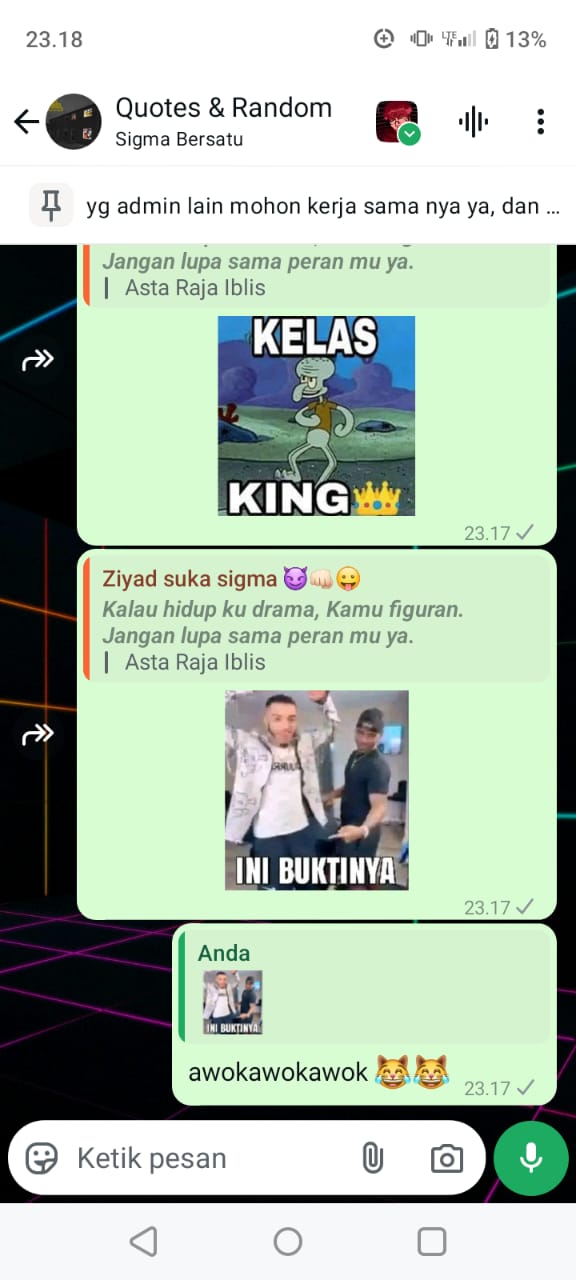 23.18
LTE 13%
Quotes & Random
Sigma Bersatu
yg admin lain mohon kerja sama nya ya, dan ...
Jangan lupa sama peran mu ya.
| Asta Raja Iblis
KELAS
KING
23.17
Ziyad suka sigma 😈👊🏻😛
Kalau hidup ku drama, Kamu figuran.
Jangan lupa sama peran mu ya.
| Asta Raja Iblis
INI BUKTINYA
23.17
Anda
INI BUKTINYA
awokawokawok 😹😹
23.17
Ketik pesan